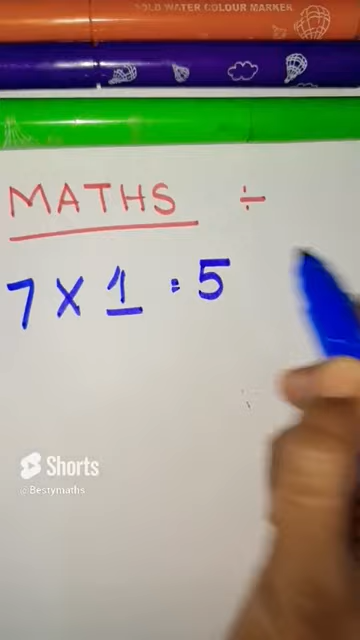 SOLD WATER COLOUR MARKER
MATHS ÷
7 × 1 = 5
Shorts
@Bestymaths